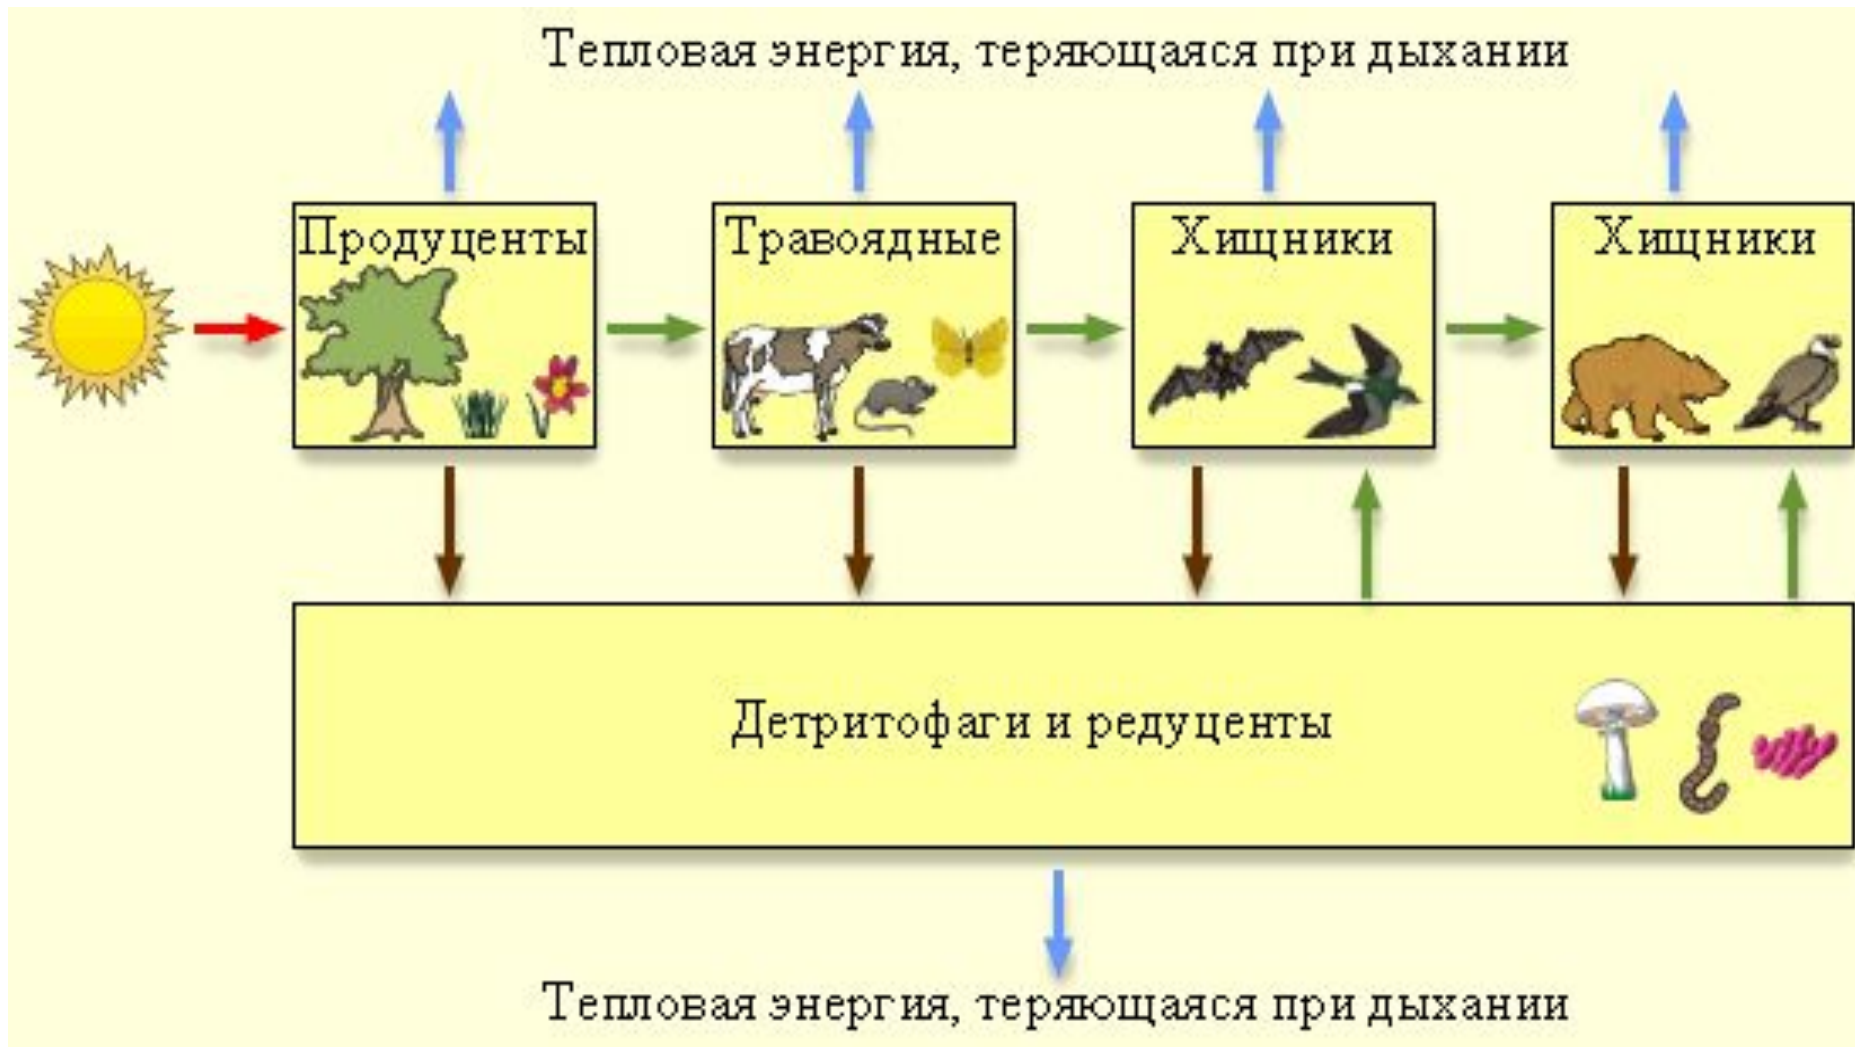 Тепловая энергия, теряющаяся при дыхании
Продуценты
Травоядные
Хищники
Хищники
Детритофаги и редуценты
Тепловая энергия, теряющаяся при дыхании